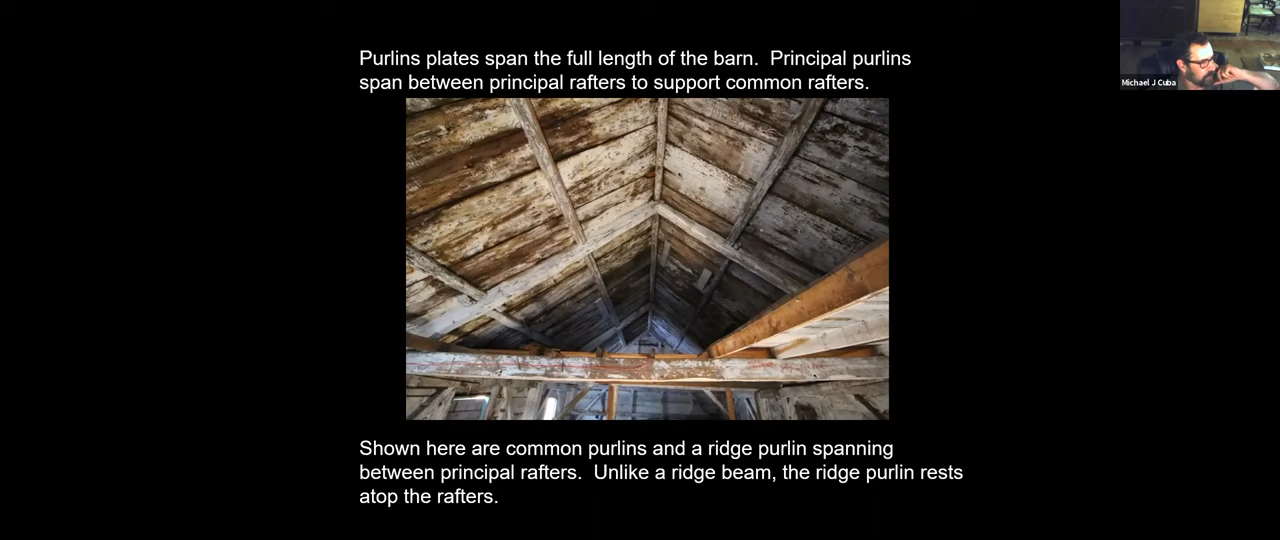 Purlins plates span the full length of the barn.  Principal purlins
span between principal rafters to support common rafters.
Michael J Cuba
Shown here are common purlins and a ridge purlin spanning
between principal rafters.  Unlike a ridge beam, the ridge purlin rests
atop the rafters.